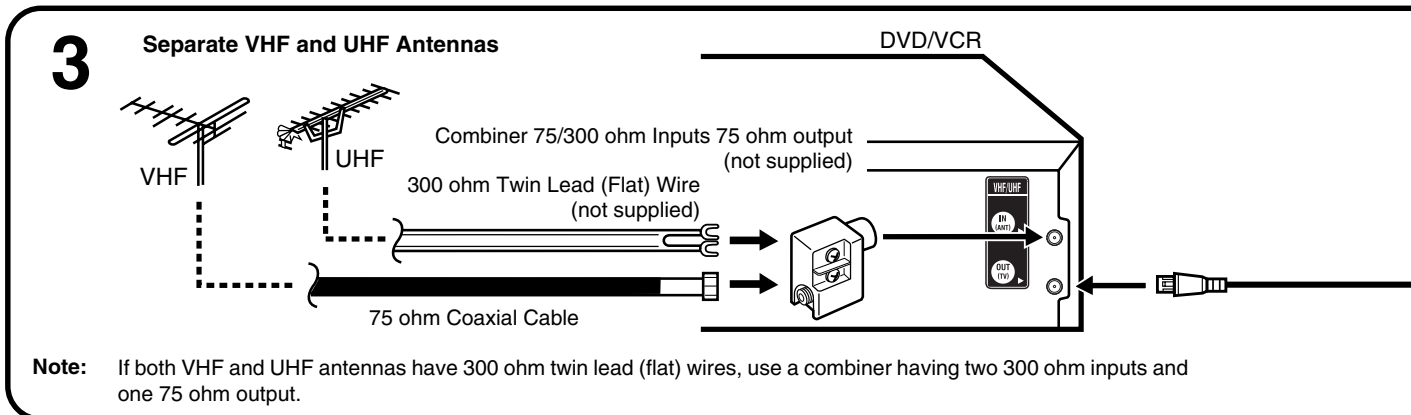 3
Separate VHF and UHF Antennas
DVD/VCR
Combiner 75/300 ohm Inputs 75 ohm output
(not supplied)
UHF
VHF
300 ohm Twin Lead (Flat) Wire
(not supplied)
VHF/UHF
IN
(ANT)
OUT
(TV)
75 ohm Coaxial Cable
Note: If both VHF and UHF antennas have 300 ohm twin lead (flat) wires, use a combiner having two 300 ohm inputs and
one 75 ohm output.